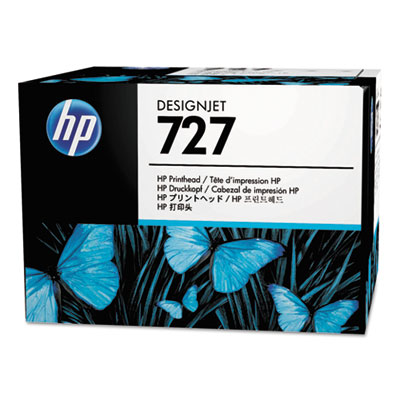 hp
DESIGNJET
727
HP Printhead / Tête d'impression HP
HP Druckkopf / Cabezal de impresión HP
HP プリントヘッド / HP 프린트헤드
HP 打印头